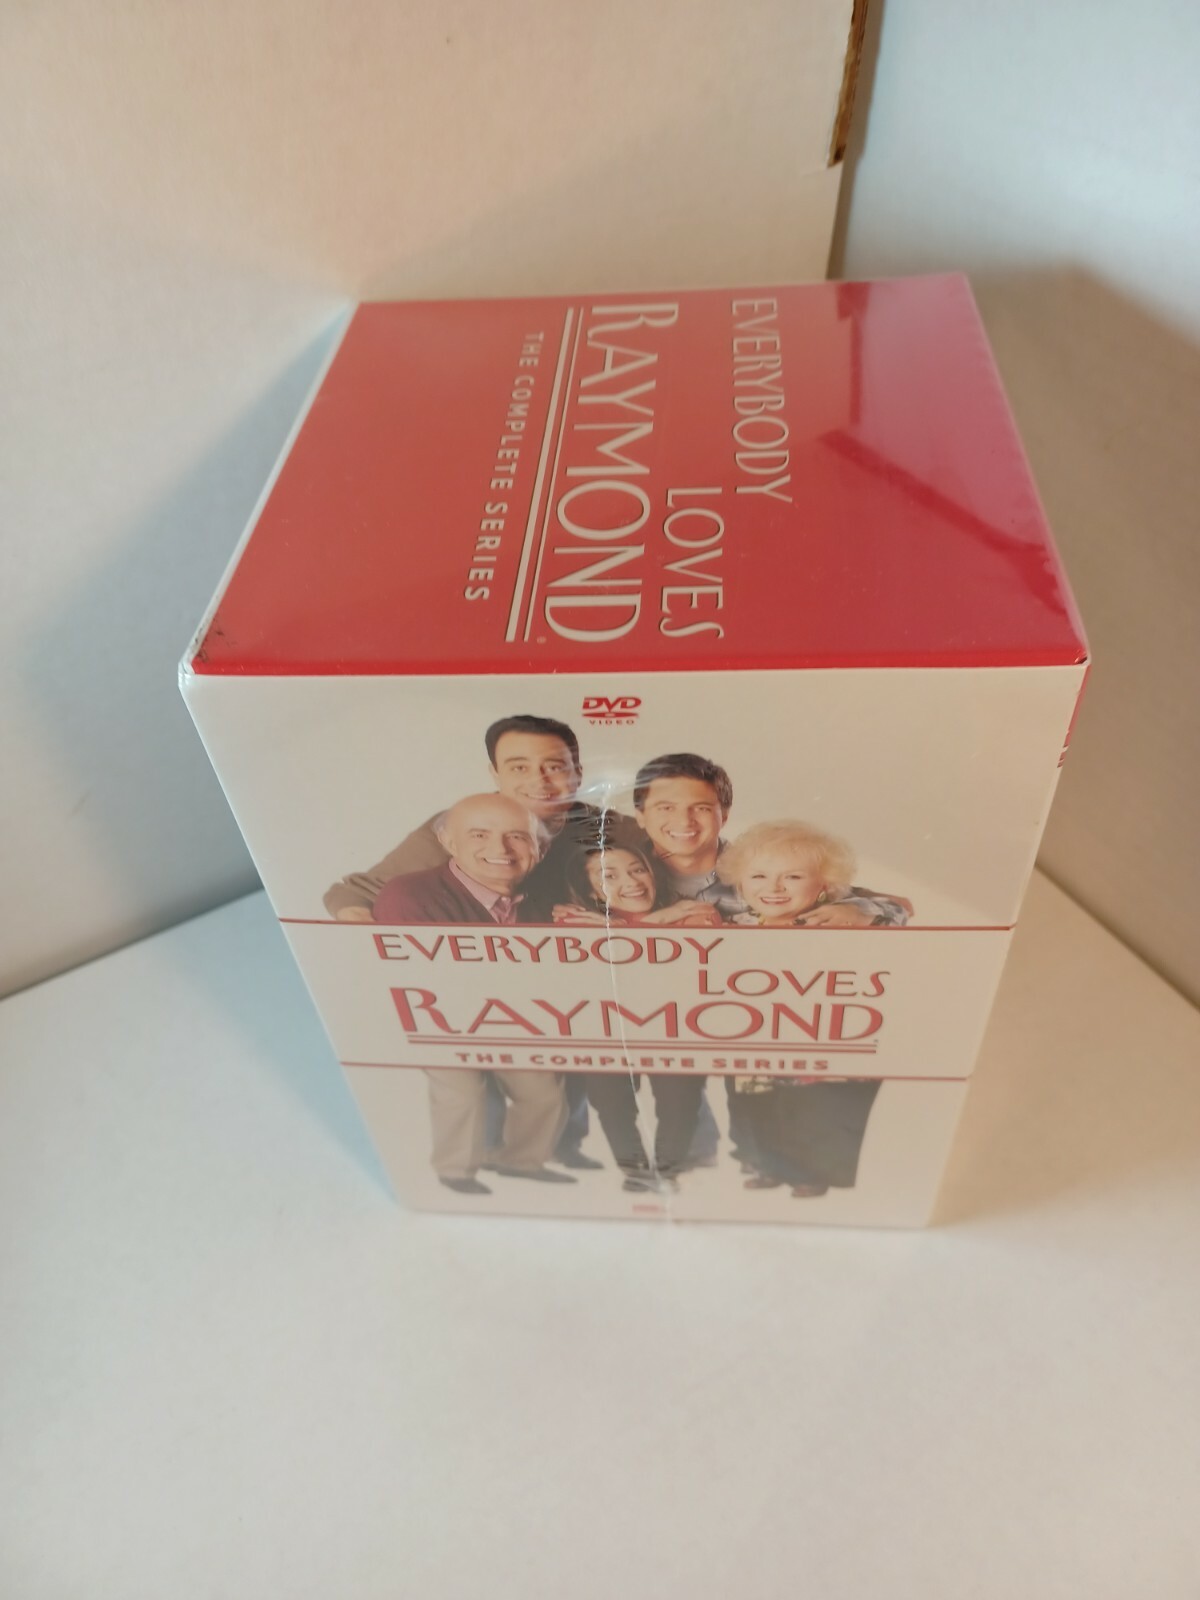 EVERYBODY
LOVES
RAYMOND
THE COMPLETE SERIES
DVD
VIDEO
EVERYBODY
LOVES
RAYMOND
THE COMPLETE SERIES